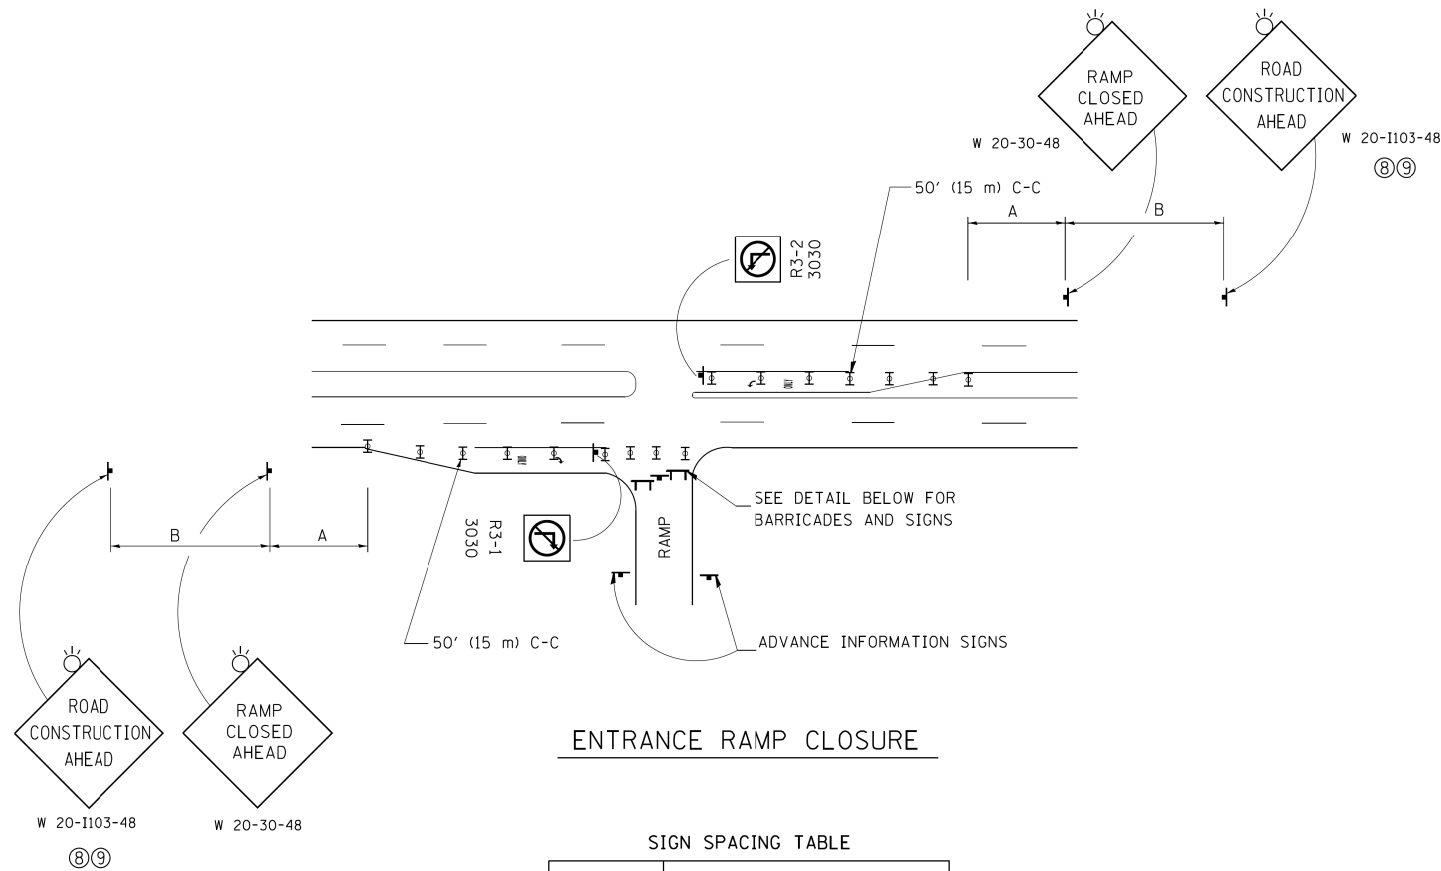 RAMP
CLOSED
AHEAD
W 20-30-48
ROAD
CONSTRUCTION
AHEAD
W 20-I103-48
⑧⑨
50' (15 m) C-C
A
B
R3-2
3030
ONLY
ONLY
SEE DETAIL BELOW FOR
BARRICADES AND SIGNS
RAMP
R3-1
3030
B
A
50' (15 m) C-C
ADVANCE INFORMATION SIGNS
ROAD
CONSTRUCTION
AHEAD
W 20-I103-48
⑧⑨
RAMP
CLOSED
AHEAD
W 20-30-48
ENTRANCE RAMP CLOSURE
SIGN SPACING TABLE